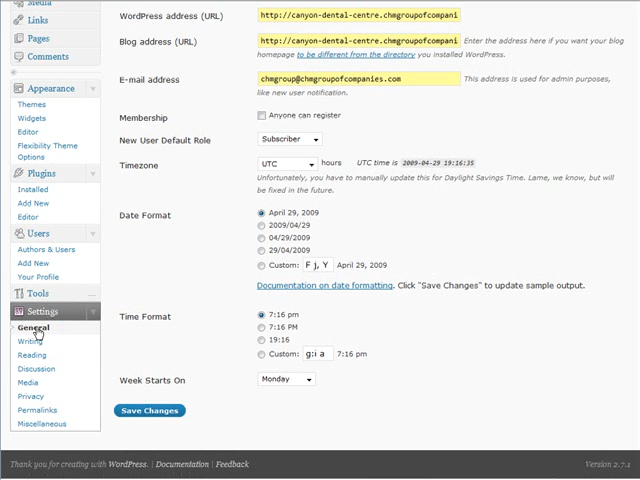 Media
Links
Pages
Comments
Appearance
Themes
Widgets
Editor
Flexibility Theme
Options
Plugins
Installed
Add New
Editor
Users
Authors & Users
Add New
Your Profile
Tools
Settings
General
Writing
Reading
Discussion
Media
Privacy
Permalinks
Miscellaneous
WordPress address (URL) http://canyon-dental-centre.chmgroupofcompani
Blog address (URL) http://canyon-dental-centre.chmgroupofcompani Enter the address here if you want your blog
homepage to be different from the directory you installed WordPress.
E-mail address chmgroup@chmgroupofcompanies.com This address is used for admin purposes,
like new user notification.
Membership Anyone can register
New User Default Role Subscriber
Timezone UTC hours UTC time is 2009-04-29 19:16:35
Unfortunately, you have to manually update this for Daylight Savings Time. Lame, we know, but will
be fixed in the future.
Date Format April 29, 2009
2009/04/29
04/29/2009
29/04/2009
Custom: F j, Y April 29, 2009
Documentation on date formatting. Click "Save Changes" to update sample output.
Time Format 7:16 pm
7:16 PM
19:16
Custom: g:i a 7:16 pm
Week Starts On Monday
Save Changes
Thank you for creating with WordPress. | Documentation | Feedback Version 2.7.1